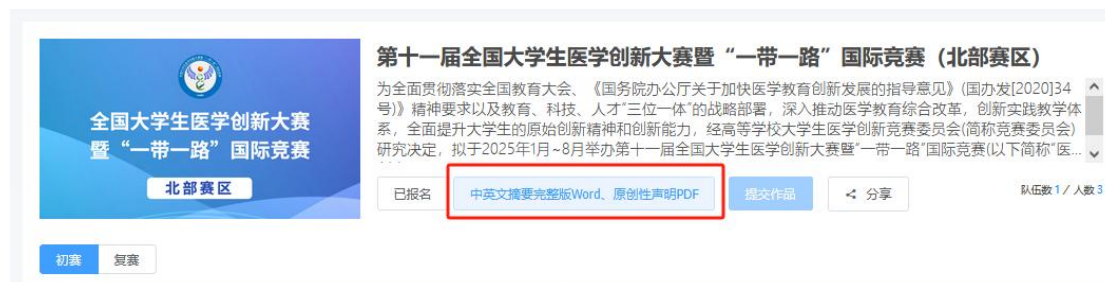 全国大学生医学创新大赛
暨“一带一路”国际竞赛
北部赛区
第十一届全国大学生医学创新大赛暨“一带一路”国际竞赛（北部赛区）
为全面贯彻落实全国教育大会、《国务院办公厅关于加快医学教育创新发展的指导意见》(国办发[2020]34
号)》精神要求以及教育、科技、人才“三位一体”的战略部署，深入推动医学教育综合改革，创新实践教学体
系，全面提升大学生的原始创新精神和创新能力，经高等学校大学生医学创新竞赛委员会(简称竞赛委员会)
研究决定，拟于2025年1月~8月举办第十一届全国大学生医学创新大赛暨“一带一路”国际竞赛(以下简称“医...
已报名
中英文摘要完整版Word、原创性声明PDF
提交作品
分享
队伍数 1 / 人数 3
初赛
复赛